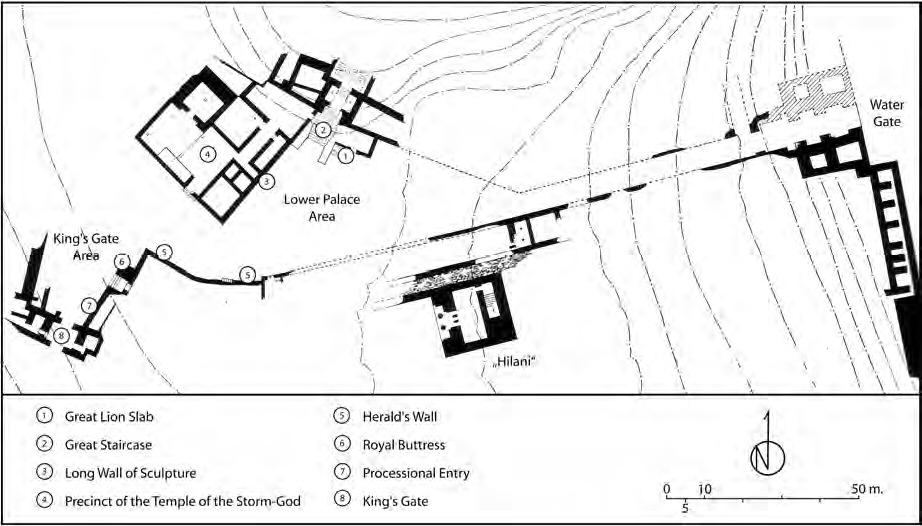 Water
Gate
2
1
4
3
Lower Palace
Area
King's Gate
Area
5
6
5
7
8
„Hilani“
1 Great Lion Slab
2 Great Staircase
3 Long Wall of Sculpture
4 Precinct of the Temple of the Storm-God
5 Herald's Wall
6 Royal Buttress
7 Processional Entry
8 King's Gate
N
0 10 50 m.
5